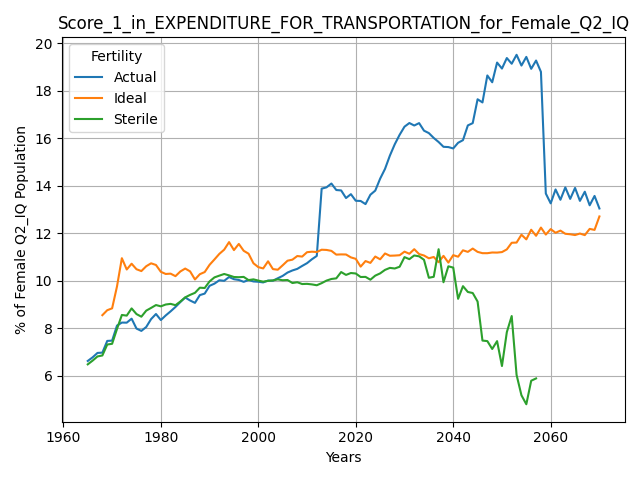 Score_1_in_EXPENDITURE_FOR_TRANSPORTATION_for_Female_Q2_IQ
Fertility
Actual
Ideal
Sterile
% of Female Q2_IQ Population
20
18
16
14
12
10
8
6
1960
1980
2000
2020
2040
2060
Years